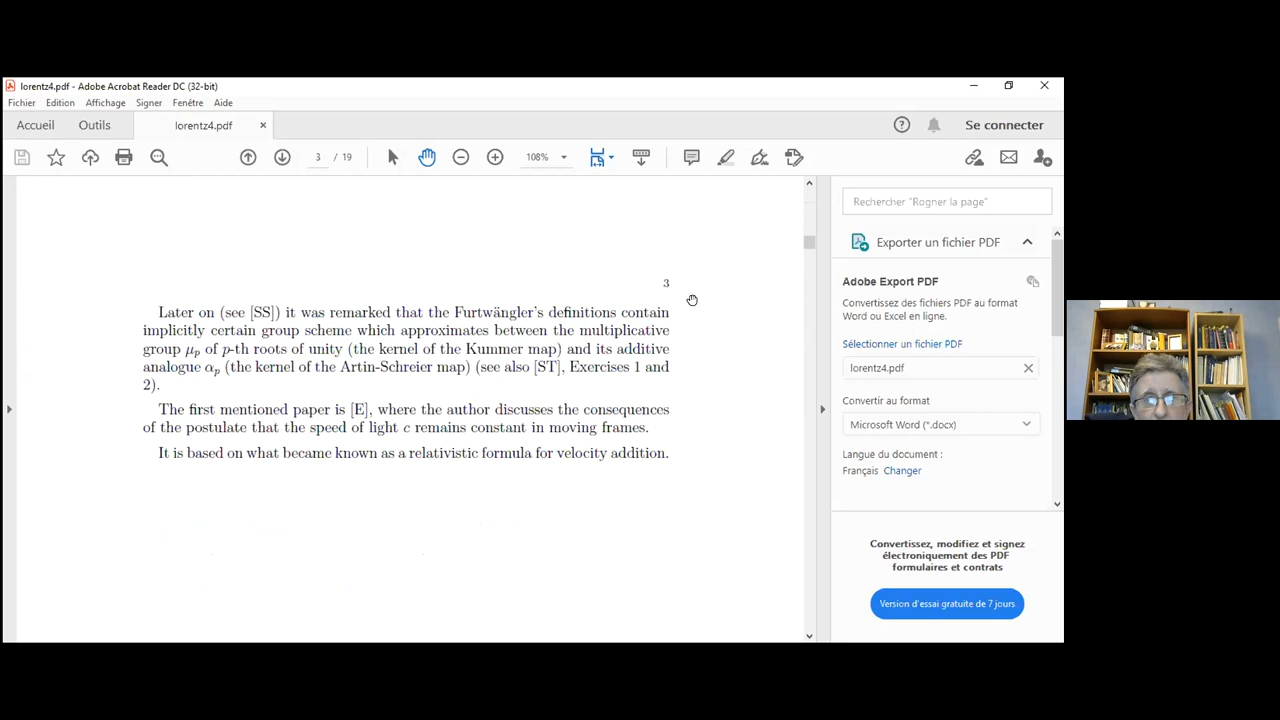 lorentz4.pdf - Adobe Acrobat Reader DC (32-bit)
Fichier Edition Affichage Signer Fenêtre Aide
Accueil Outils lorentz4.pdf × Se connecter
3 / 19 108%
3
Later on (see [SS]) it was remarked that the Furtwängler's definitions contain
implicitly certain group scheme which approximates between the multiplicative
group μp of p-th roots of unity (the kernel of the Kummer map) and its additive
analogue αp (the kernel of the Artin-Schreier map) (see also [ST], Exercises 1 and
2).
The first mentioned paper is [E], where the author discusses the consequences
of the postulate that the speed of light c remains constant in moving frames.
It is based on what became known as a relativistic formula for velocity addition.
Rechercher "Rogner la page"
Exporter un fichier PDF
Adobe Export PDF
Convertissez des fichiers PDF au format
Word ou Excel en ligne.
Sélectionner un fichier PDF
lorentz4.pdf
Convertir au format
Microsoft Word (*.docx)
Langue du document :
Français Changer
Convertissez, modifiez et signez
électroniquement des PDF
formulaires et contrats
Version d'essai gratuite de 7 jours